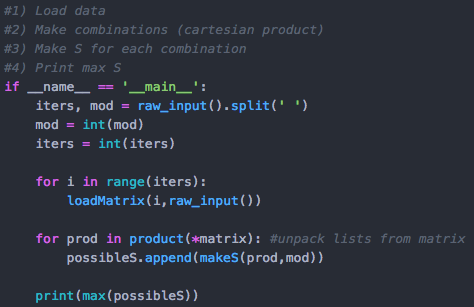 #1) Load data
#2) Make combinations (cartesian product)
#3) Make S for each combination
#4) Print max S
if __name__ == '__main__':
    iters, mod = raw_input().split(' ')
    mod = int(mod)
    iters = int(iters)

    for i in range(iters):
        loadMatrix(i,raw_input())

    for prod in product(*matrix): #unpack lists from matrix
        possibleS.append(makeS(prod,mod))

    print(max(possibleS))